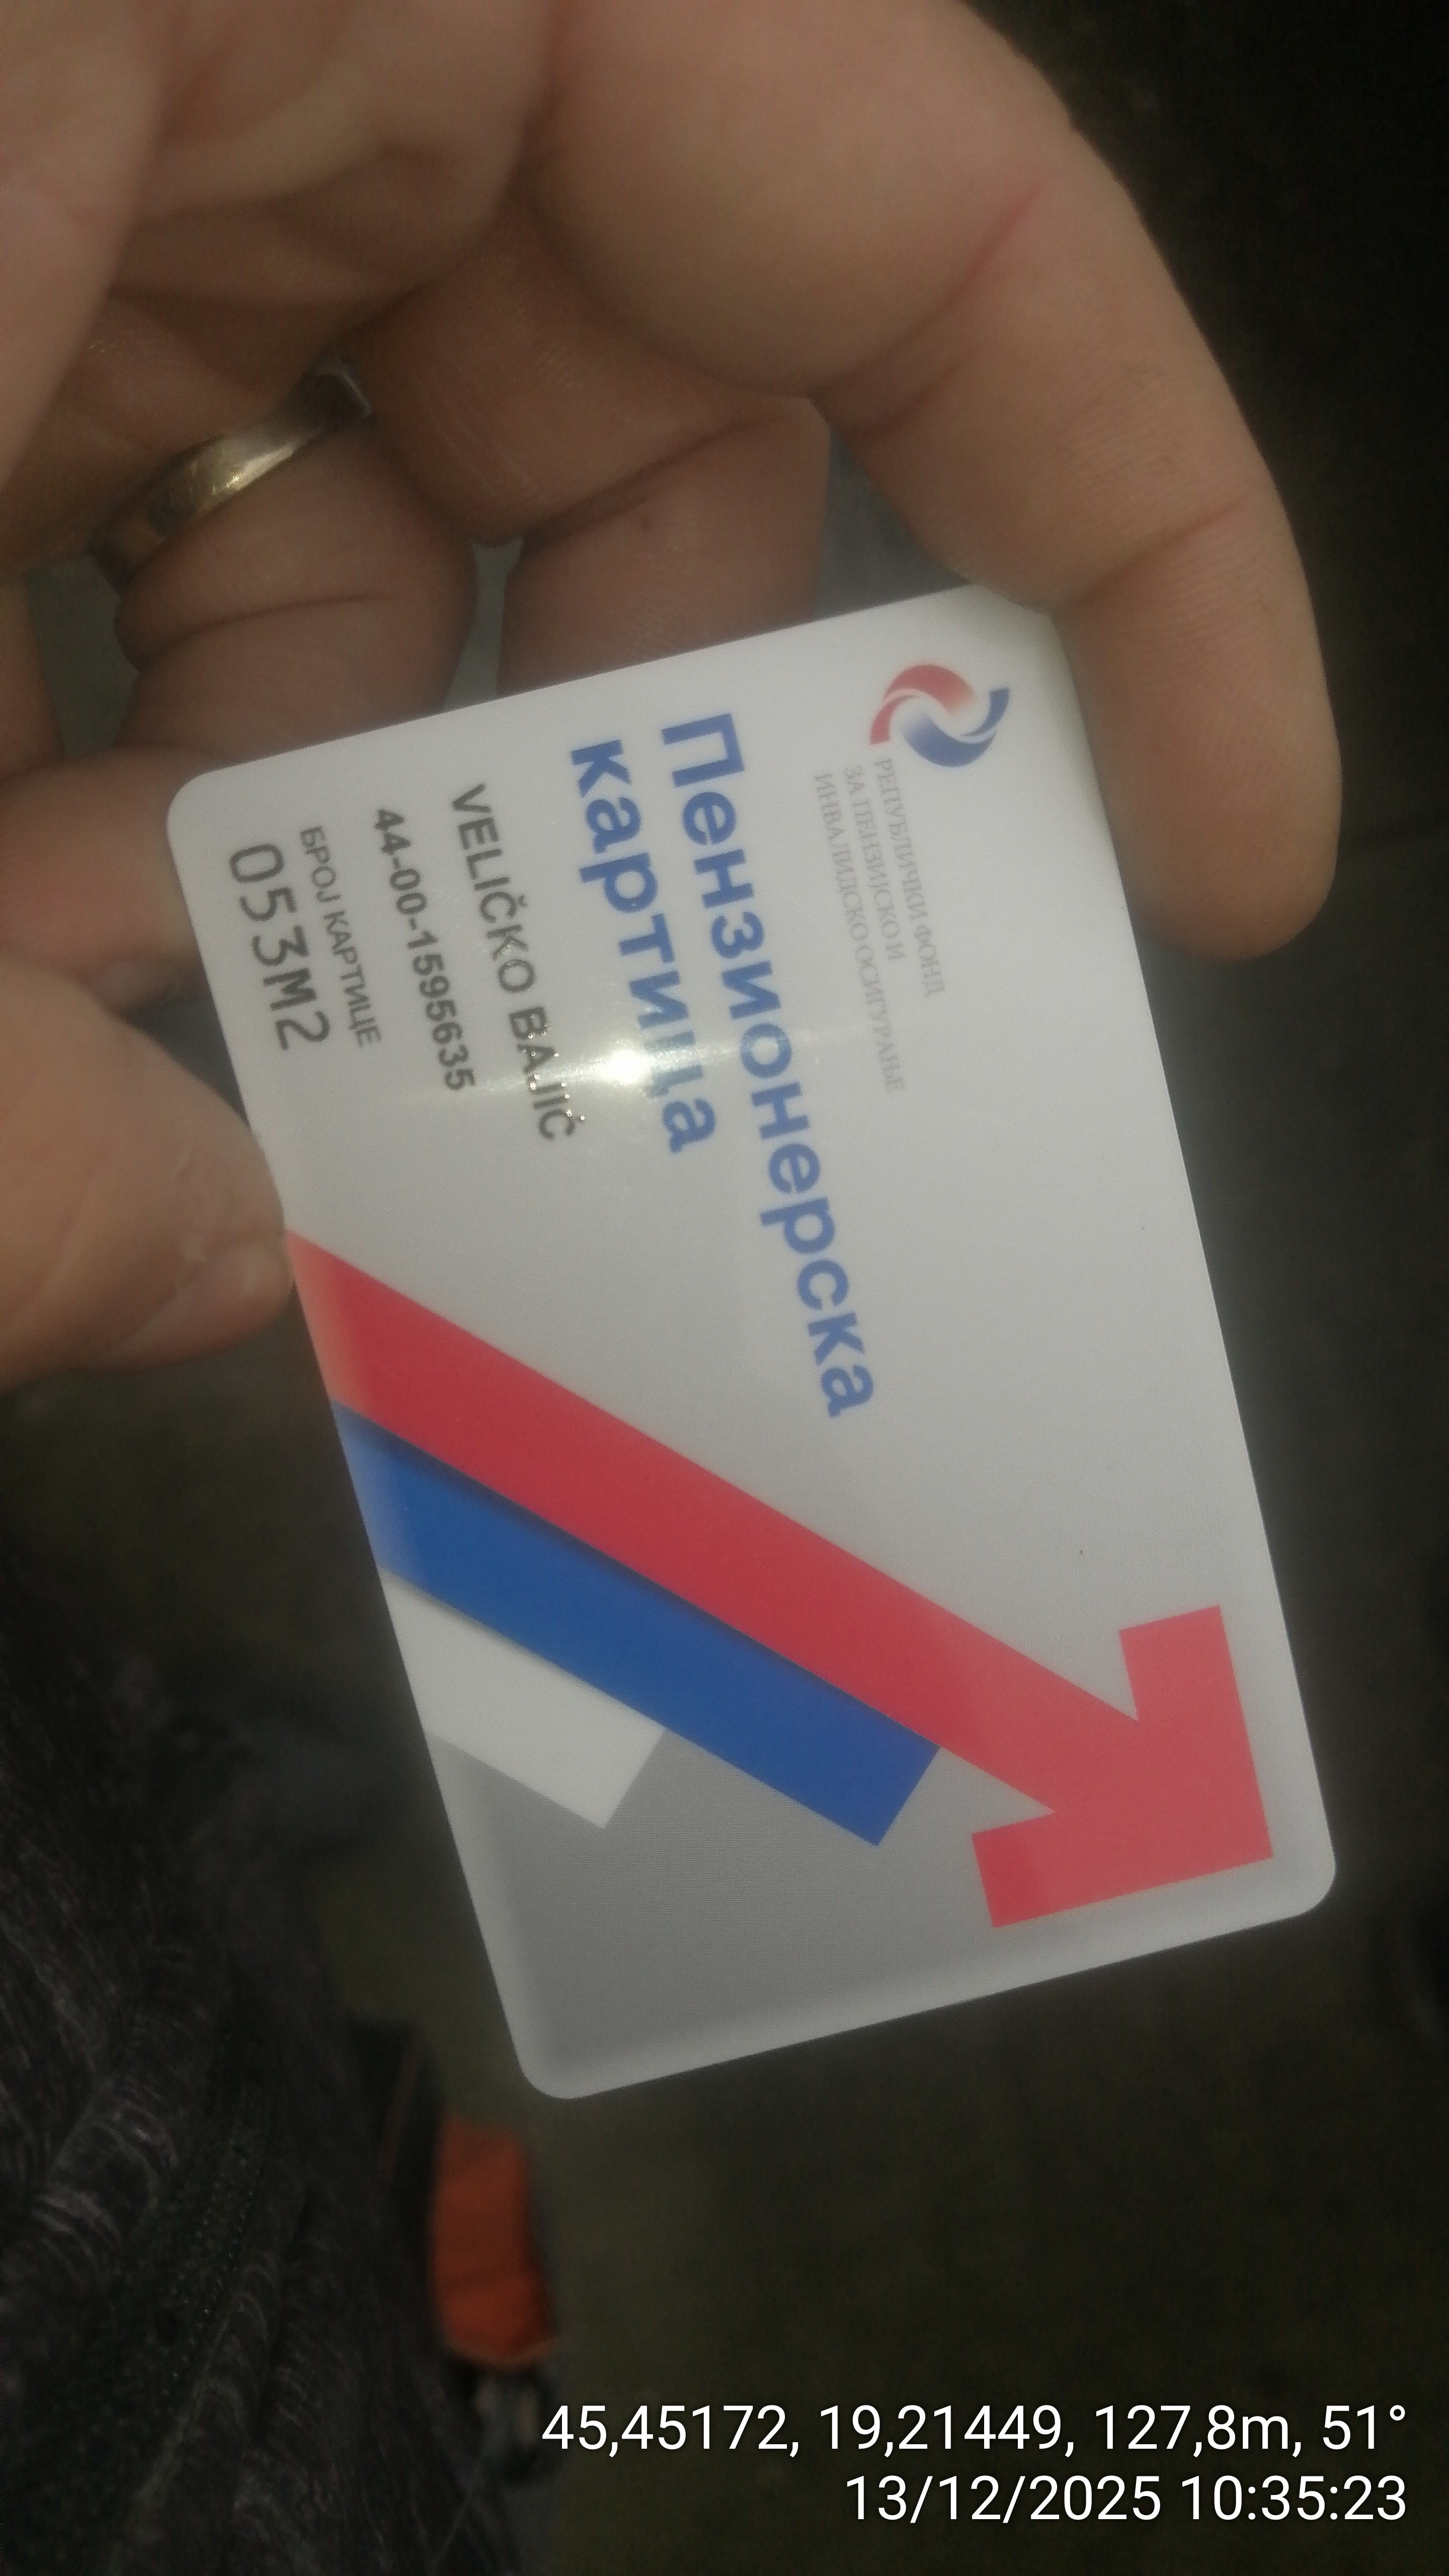 РЕПУБЛИЧКИ ФОНД
ЗА ПЕНЗИЈСКО И
ИНВАЛИДСКО ОСИГУРАЊЕ
Пензионерска
картица
VELIČKO BAJIĆ
44-00-1595635
БРОЈ КАРТИЦЕ
053M2
45,45172, 19,21449, 127,8m, 51°
13/12/2025 10:35:23